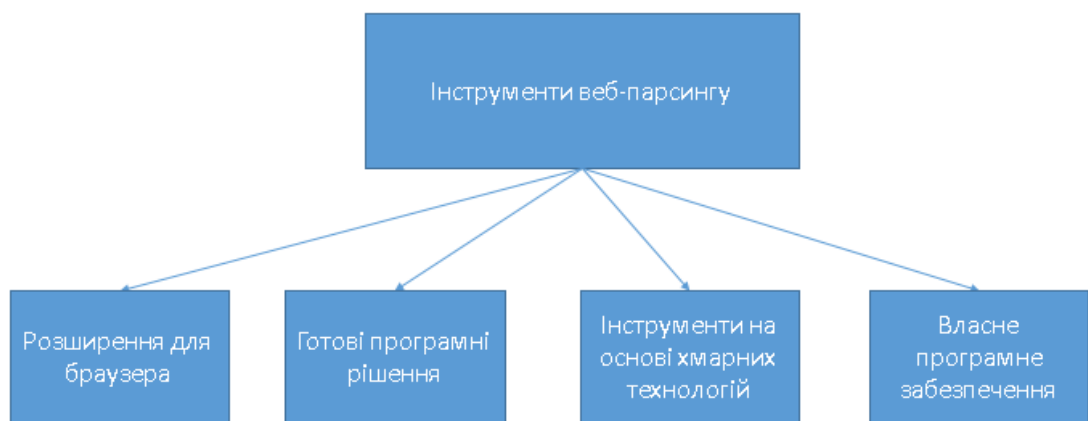 Інструменти веб-парсингу
Розширення для
браузера
Готові програмні
рішення
Інструменти на
основі хмарних
технологій
Власне
програмне
забезпечення